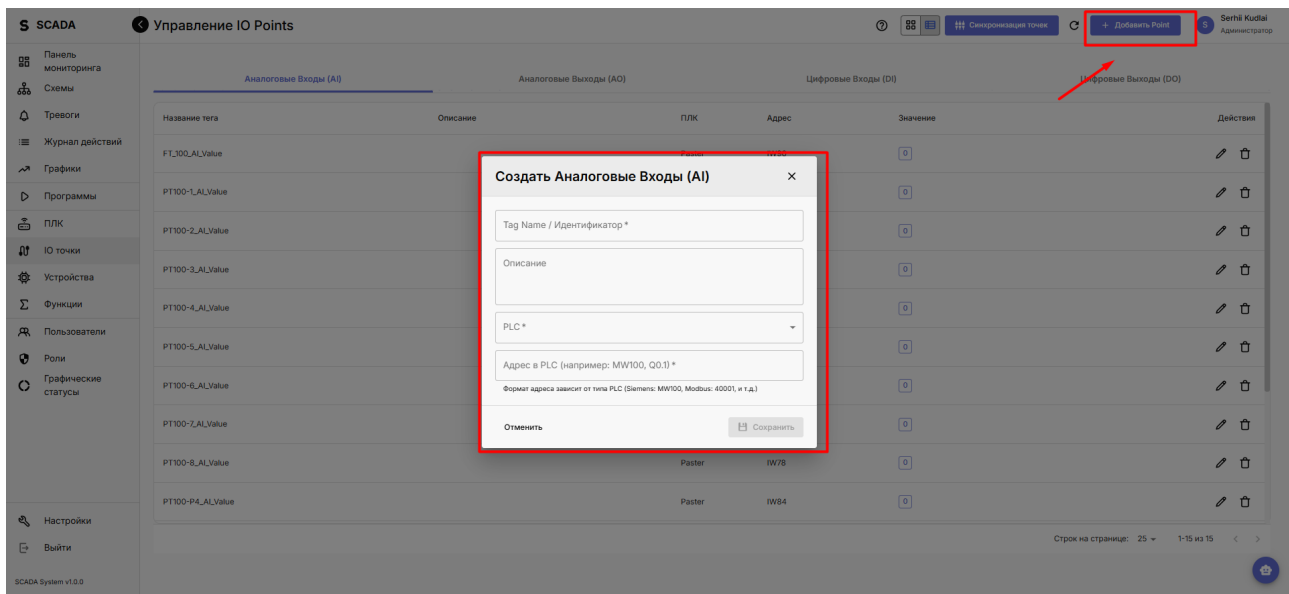 S SCADA
Управление IO Points
Синхронизация точек
+ Добавить Point
S
Serhii Kudlai
Администратор
Панель мониторинга
Схемы
Тревоги
Журнал действий
Графики
Программы
ПЛК
IO точки
Устройства
Функции
Пользователи
Роли
Графические статусы
Настройки
Выйти
SCADA System v1.0.0
Аналоговые Входы (AI) Аналоговые Выходы (AO) Цифровые Входы (DI) Цифровые Выходы (DO)
Название тега Описание ПЛК Адрес Значение Действия
FT_100_AI_Value 0
PT100-1_AI_Value 0
PT100-2_AI_Value 0
PT100-3_AI_Value 0
PT100-4_AI_Value 0
PT100-5_AI_Value 0
PT100-6_AI_Value 0
PT100-7_AI_Value 0
PT100-8_AI_Value Paster IW78 0
PT100-P4_AI_Value Paster IW84 0
Строк на странице: 25 1-15 из 15
Создать Аналоговые Входы (AI)
Tag Name / Идентификатор *
Описание
PLC *
Адрес в PLC (например: MW100, Q0.1) *
Формат адреса зависит от типа PLC (Siemens: MW100, Modbus: 40001, и т.д.)
Отменить
Сохранить